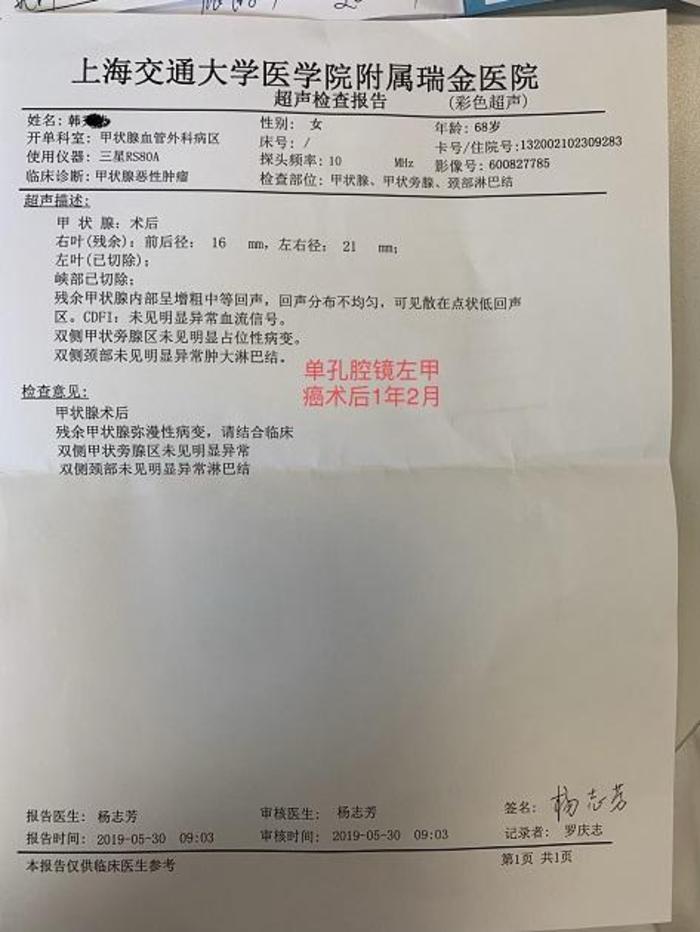 上海交通大学医学院附属瑞金医院
超声检查报告 (彩色超声)
姓名: 韩 性别: 女 年龄: 68岁
开单科室: 甲状腺血管外科病区 床号: / 卡号/住院号:132002102309283
使用仪器: 三星RS80A 探头频率: 10 MHz 影像号: 600827785
临床诊断: 甲状腺恶性肿瘤 检查部位: 甲状腺、甲状旁腺、颈部淋巴结
超声描述:
甲 状 腺: 术后
右叶(残余): 前后径: 16 mm, 左右径: 21 mm;
左叶(已切除);
峡部已切除;
残余甲状腺内部呈增粗中等回声, 回声分布不均匀, 可见散在点状低回声
区。CDFI: 未见明显异常血流信号。
双侧甲状旁腺区未见明显占位性病变。
双侧颈部未见明显异常肿大淋巴结。
单孔腔镜左甲
癌术后1年2月
检查意见:
甲状腺术后
残余甲状腺弥漫性病变, 请结合临床
双侧甲状旁腺区未见明显异常
双侧颈部未见明显异常淋巴结
报告医生: 杨志芳 审核医生: 杨志芳 签名: 杨志芳
报告时间: 2019-05-30 09:03 审核时间: 2019-05-30 09:03 记录者: 罗庆志
本报告仅供临床医生参考 第1页 共1页